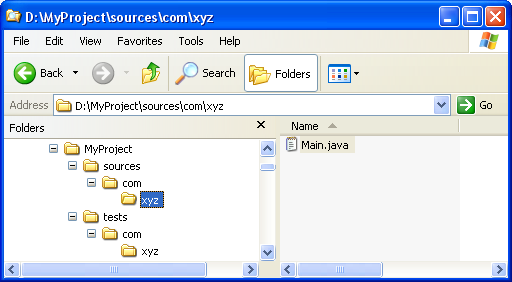 D:\MyProject\sources\com\xyz
File Edit View Favorites Tools Help
Back Search Folders
Address D:\MyProject\sources\com\xyz Go
Folders Name
MyProject Main.java
sources
com
xyz
tests
com
xyz